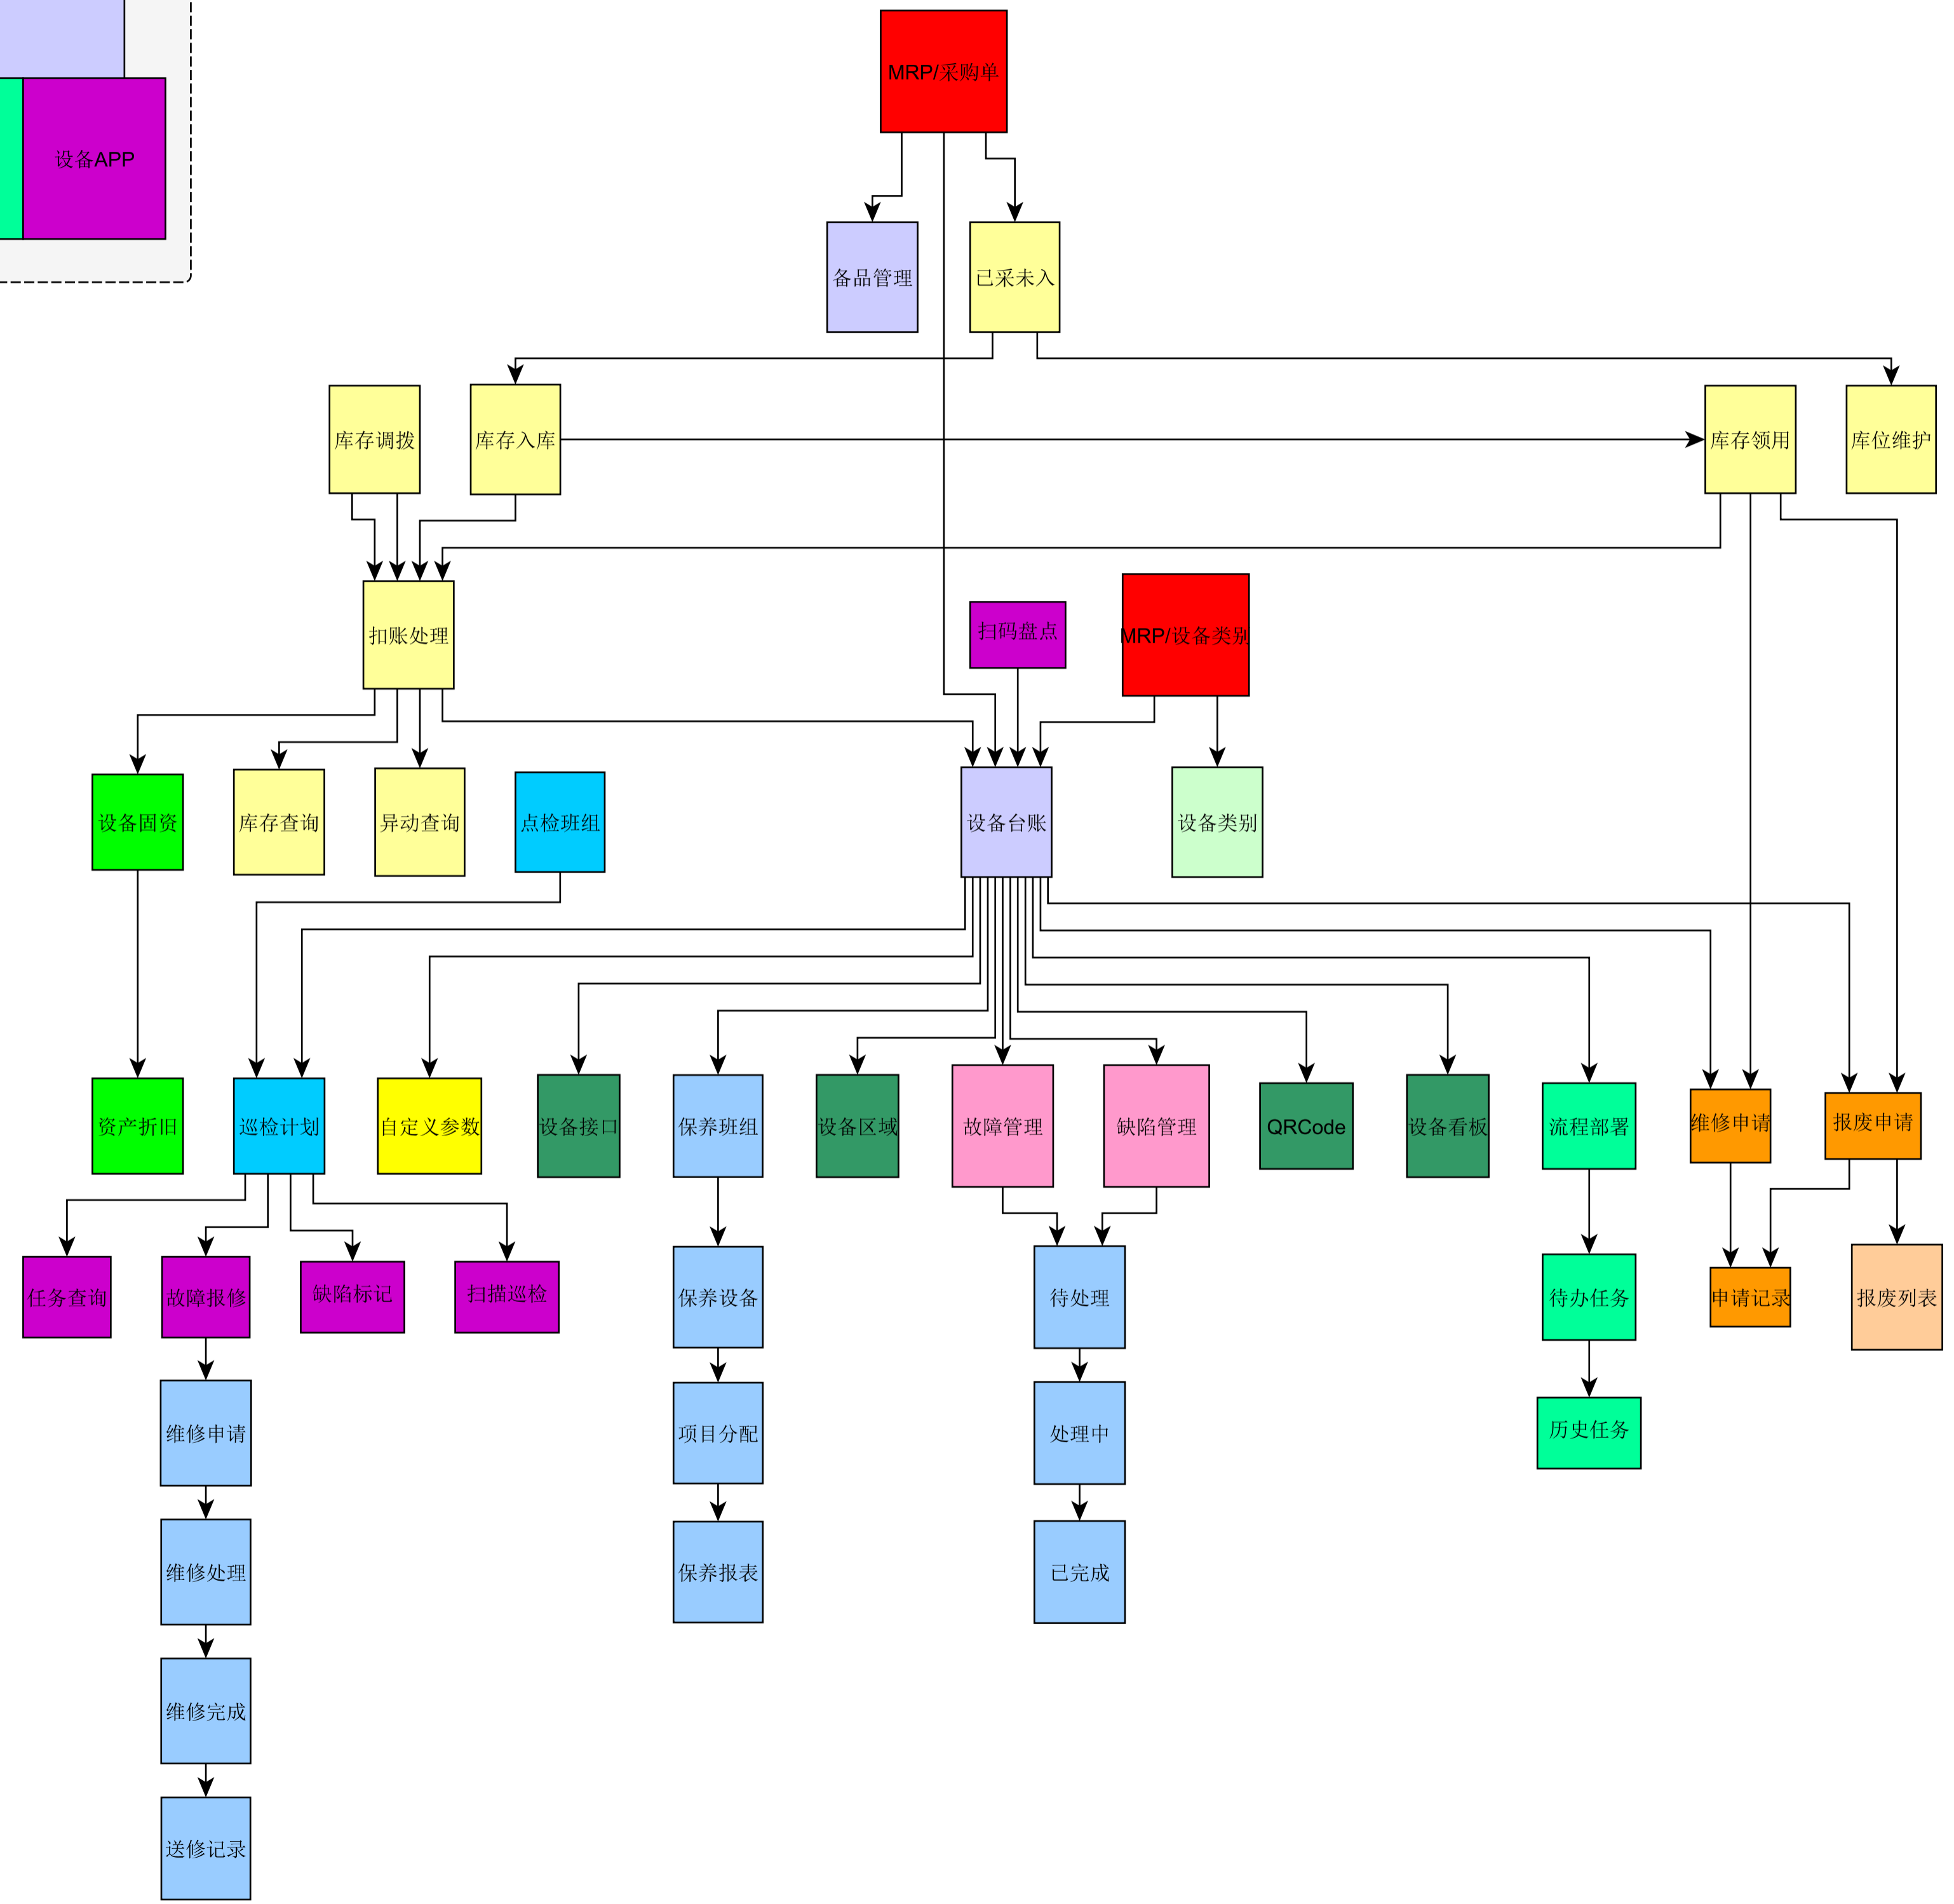 MRP/采购单
设备APP
备品管理
已采未入
库存调拨
库存入库
库存领用
库位维护
扣账处理
扫码盘点
MRP/设备类别
设备固资
库存查询
异动查询
点检班组
设备台账
设备类别
资产折旧
巡检计划
自定义参数
设备接口
保养班组
设备区域
故障管理
缺陷管理
QRCode
设备看板
流程部署
维修申请
报废申请
任务查询
故障报修
缺陷标记
扫描巡检
保养设备
待处理
待办任务
申请记录
报废列表
维修申请
项目分配
处理中
历史任务
维修处理
保养报表
已完成
维修完成
送修记录